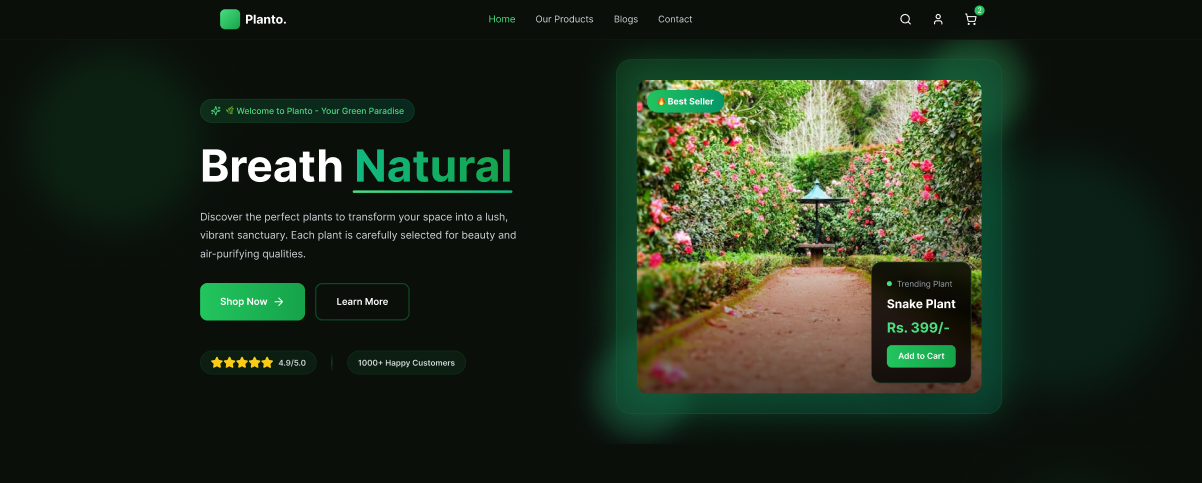 Planto.
Home
Our Products
Blogs
Contact
2
🌿 Welcome to Planto - Your Green Paradise
Breath Natural
Discover the perfect plants to transform your space into a lush,
vibrant sanctuary. Each plant is carefully selected for beauty and
air-purifying qualities.
Shop Now →
Learn More
4.9/5.0
1000+ Happy Customers
🔥 Best Seller
Trending Plant
Snake Plant
Rs. 399/-
Add to Cart